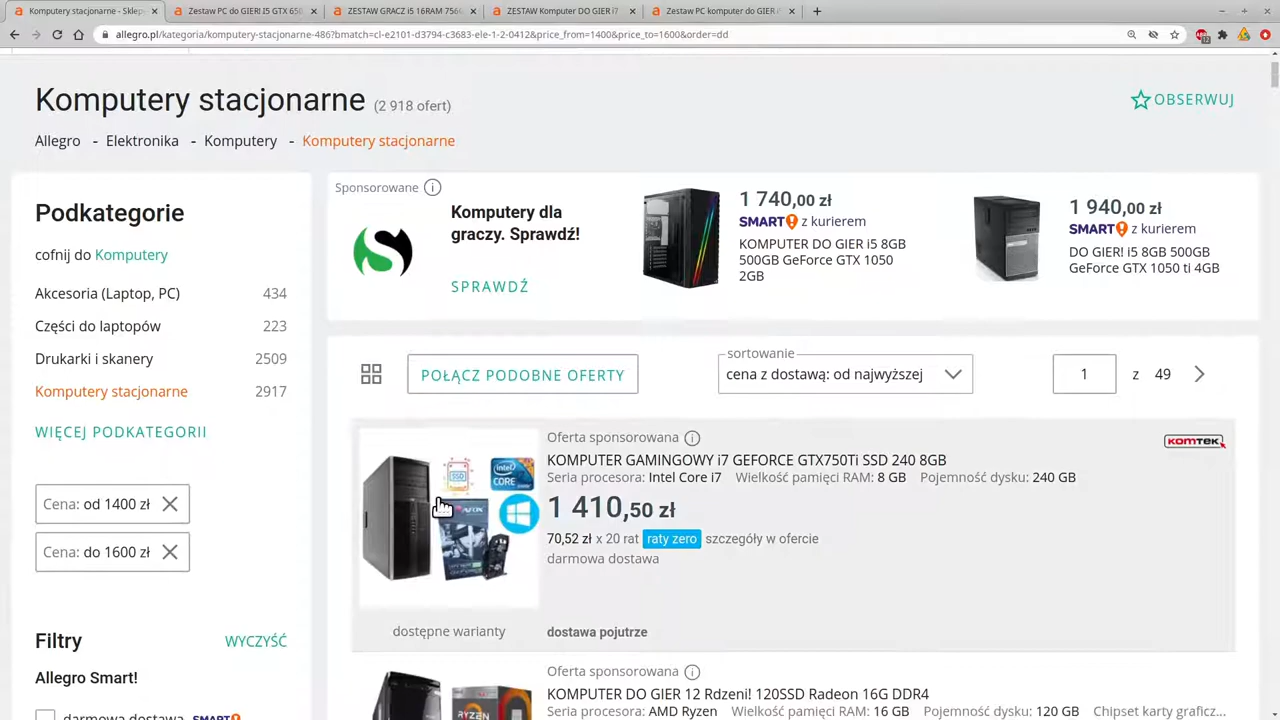 Komputery stacjonarne - Sklep
Zestaw PC do GIER! I5 GTX 650
ZESTAW GRACZ i5 16RAM 756
ZESTAW Komputer DO GIER i7
Zestaw PC komputer do GIER
allegro.pl/kategoria/komputery-stacjonarne-486?bmatch=cl-e2101-d3794-c3683-ele-1-2-0412&price_from=1400&price_to=1600&order=dd
Komputery stacjonarne (2 918 ofert)
OBSERWUJ
Allegro - Elektronika - Komputery - Komputery stacjonarne
Podkategorie
cofnij do Komputery
Akcesoria (Laptop, PC) 434
Części do laptopów 223
Drukarki i skanery 2509
Komputery stacjonarne 2917
WIĘCEJ PODKATEGORII
Cena: od 1400 zł
Cena: do 1600 zł
Filtry WYCZYŚĆ
Allegro Smart!
darmowa dostawa SMART!
Sponsorowane
Komputery dla
graczy. Sprawdź!
SPRAWDŹ
1 740,00 zł
SMART! z kurierem
KOMPUTER DO GIER i5 8GB
500GB GeForce GTX 1050
2GB
1 940,00 zł
SMART! z kurierem
DO GIER! i5 8GB 500GB
GeForce GTX 1050 ti 4GB
POŁĄCZ PODOBNE OFERTY
sortowanie
cena z dostawą: od najwyższej
1 z 49
Oferta sponsorowana
KOMTEK
KOMPUTER GAMINGOWY i7 GEFORCE GTX750Ti SSD 240 8GB
Seria procesora: Intel Core i7 Wielkość pamięci RAM: 8 GB Pojemność dysku: 240 GB
1 410,50 zł
70,52 zł x 20 rat raty zero szczegóły w ofercie
darmowa dostawa
dostępne warianty
dostawa pojutrze
SSD
intel
CORE
AFOX
Oferta sponsorowana
KOMPUTER DO GIER 12 Rdzeni! 120SSD Radeon 16G DDR4
Seria procesora: AMD Ryzen Wielkość pamięci RAM: 16 GB Pojemność dysku: 120 GB Chipset karty graficz...
RYZEN